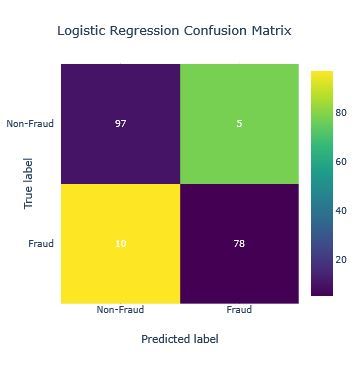 Logistic Regression Confusion Matrix
Non-Fraud
97
5
80
60
True label
Fraud
10
78
40
20
Non-Fraud
Fraud
Predicted label